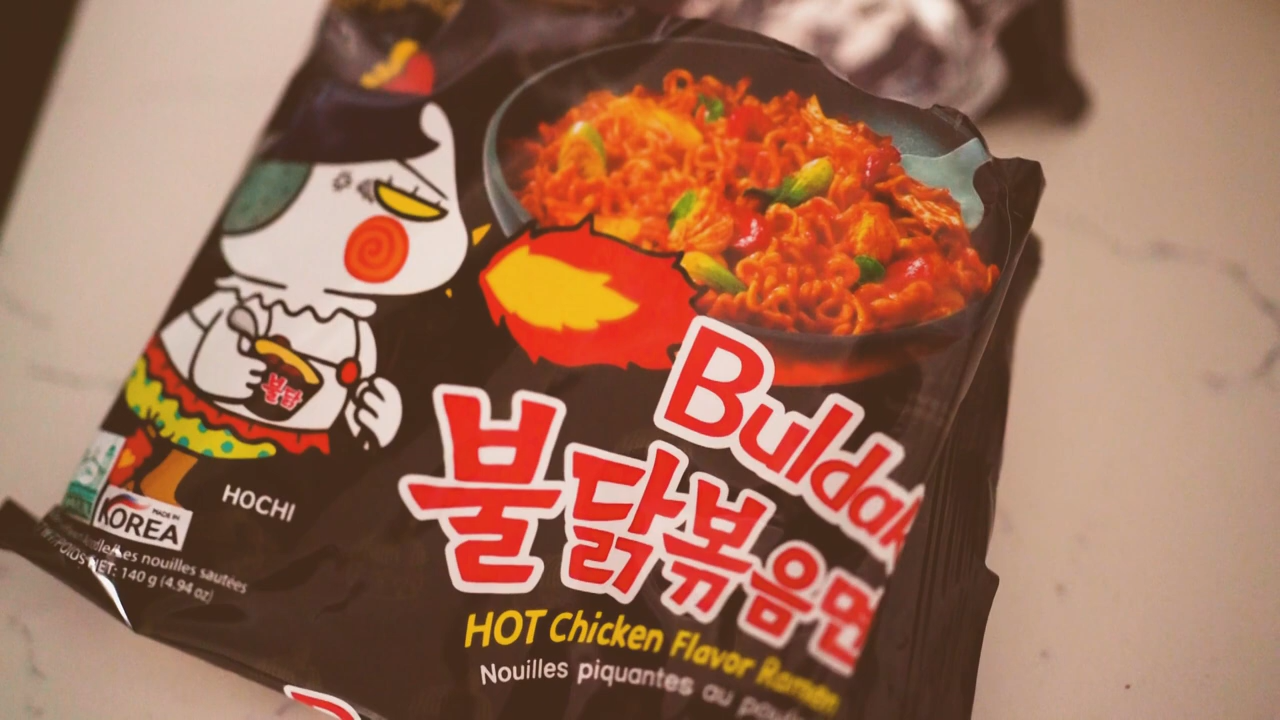 Buldak
불닭볶음면
HOT Chicken Flavor Ramen
Nouilles piquantes au
불닭
HOCHI
MADE IN
KOREA
Les nouilles sautées
NET: 140 g (4.94 oz)